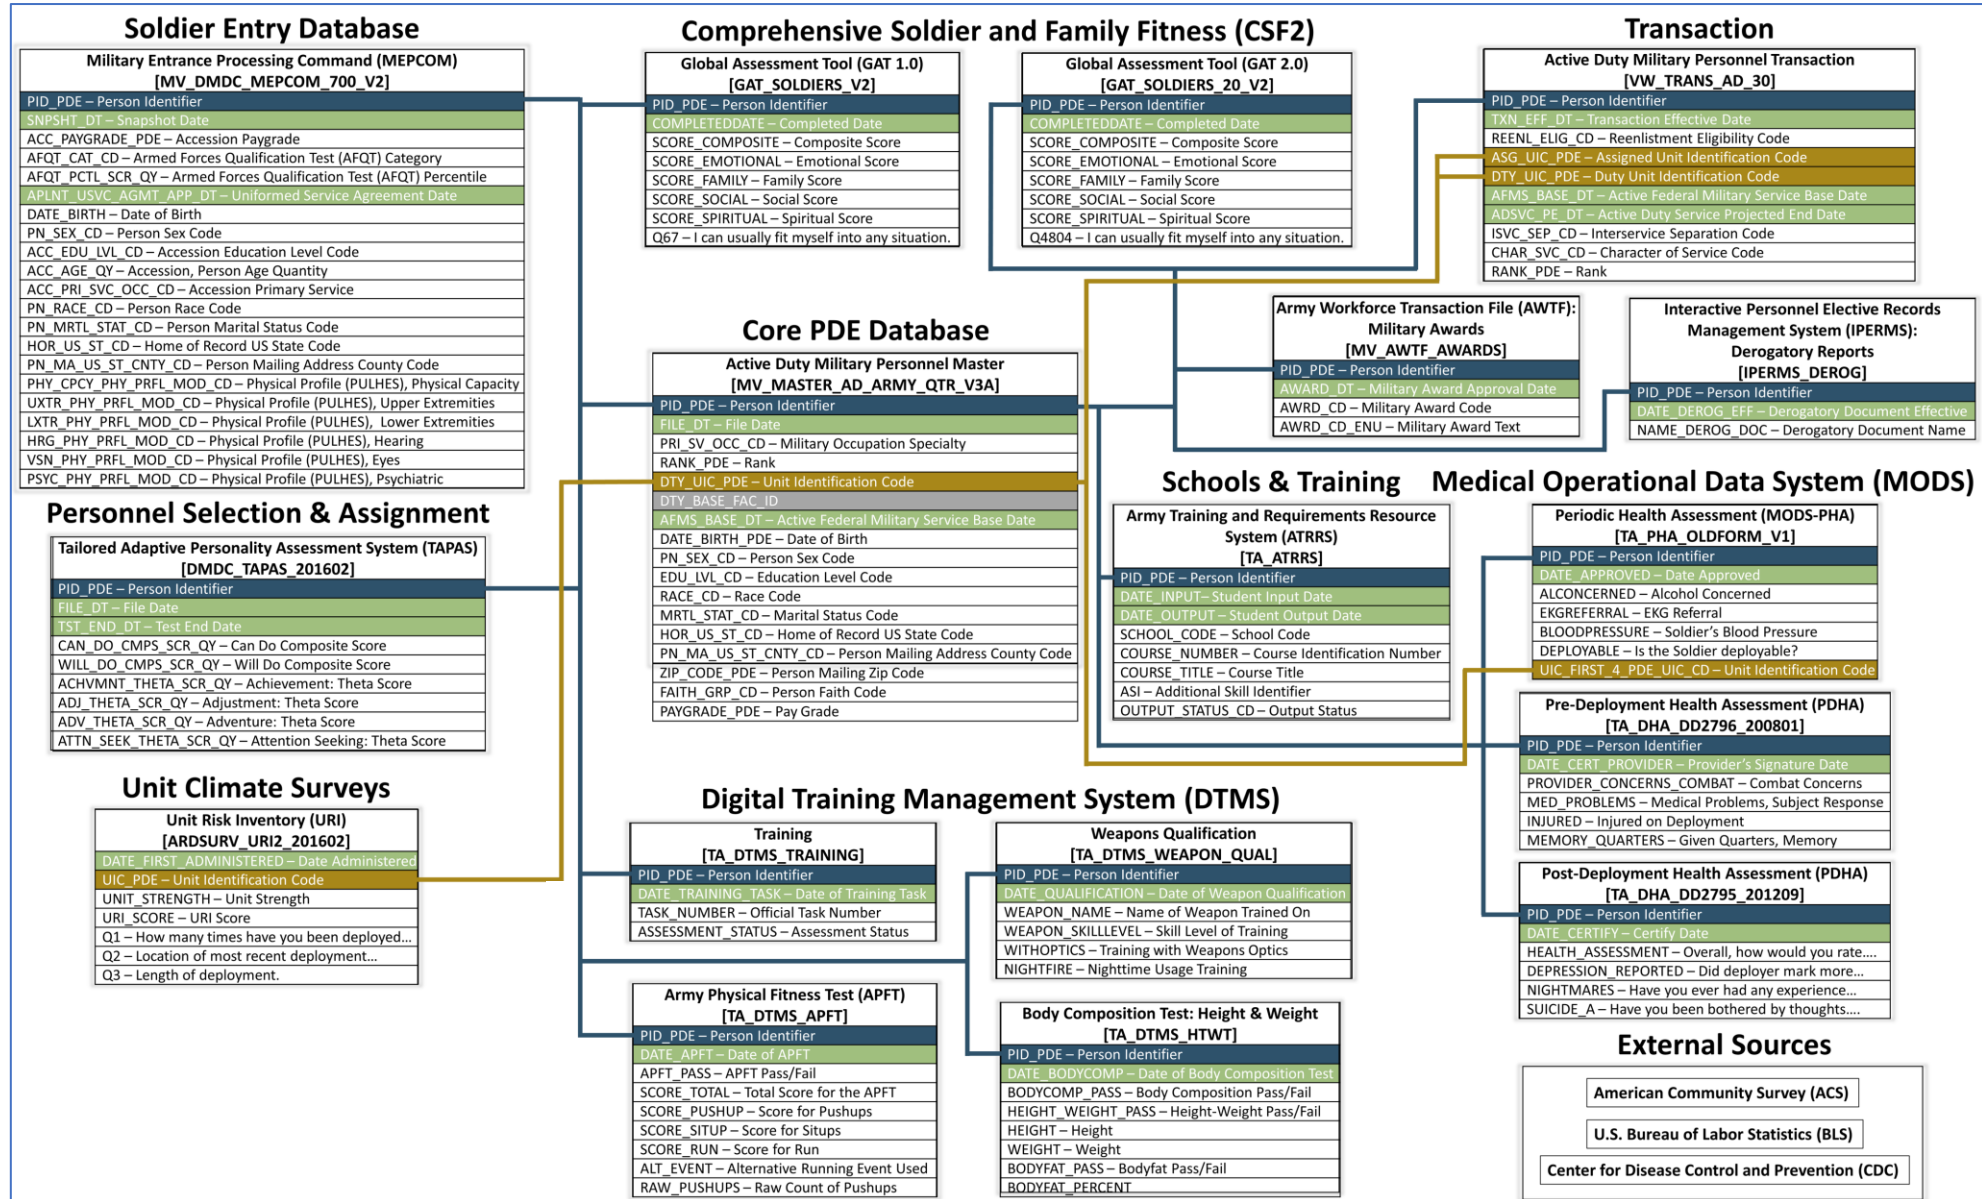 Soldier Entry Database
Military Entrance Processing Command (MEPCOM)
[MV_DMDC_MEPCOM_700_V2]
PID_PDE – Person Identifier
SNPSHT_DT – Snapshot Date
ACC_PAYGRADE_PDE – Accession Paygrade
AFQT_CAT_CD – Armed Forces Qualification Test (AFQT) Category
AFQT_PCTL_SCR_QY – Armed Forces Qualification Test (AFQT) Percentile
APLNT_USVC_AGMT_APP_DT – Uniformed Service Agreement Date
DATE_BIRTH – Date of Birth
PN_SEX_CD – Person Sex Code
ACC_EDU_LVL_CD – Accession Education Level Code
ACC_AGE_QY – Accession, Person Age Quantity
ACC_PRI_SVC_OCC_CD – Accession Primary Service
PN_RACE_CD – Person Race Code
PN_MRTL_STAT_CD – Person Marital Status Code
HOR_US_ST_CD – Home of Record US State Code
PN_MA_US_ST_CNTY_CD – Person Mailing Address County Code
PHY_CPCY_PHY_PRFL_MOD_CD – Physical Profile (PULHES), Physical Capacity
UXTR_PHY_PRFL_MOD_CD – Physical Profile (PULHES), Upper Extremities
LXTR_PHY_PRFL_MOD_CD – Physical Profile (PULHES), Lower Extremities
HRG_PHY_PRFL_MOD_CD – Physical Profile (PULHES), Hearing
VSN_PHY_PRFL_MOD_CD – Physical Profile (PULHES), Eyes
PSYC_PHY_PRFL_MOD_CD – Physical Profile (PULHES), Psychiatric
Comprehensive Soldier and Family Fitness (CSF2)
Global Assessment Tool (GAT 1.0)
[GAT_SOLDIERS_V2]
PID_PDE – Person Identifier
COMPLETEDDATE – Completed Date
SCORE_COMPOSITE – Composite Score
SCORE_EMOTIONAL – Emotional Score
SCORE_FAMILY – Family Score
SCORE_SOCIAL – Social Score
SCORE_SPIRITUAL – Spiritual Score
Q67 – I can usually fit myself into any situation.
Global Assessment Tool (GAT 2.0)
[GAT_SOLDIERS_20_V2]
PID_PDE – Person Identifier
COMPLETEDDATE – Completed Date
SCORE_COMPOSITE – Composite Score
SCORE_EMOTIONAL – Emotional Score
SCORE_FAMILY – Family Score
SCORE_SOCIAL – Social Score
SCORE_SPIRITUAL – Spiritual Score
Q4804 – I can usually fit myself into any situation.
Transaction
Active Duty Military Personnel Transaction
[VW_TRANS_AD_30]
PID_PDE – Person Identifier
TXN_EFF_DT – Transaction Effective Date
REENL_ELIG_CD – Reenlistment Eligibility Code
ASG_UIC_PDE – Assigned Unit Identification Code
DTY_UIC_PDE – Duty Unit Identification Code
AFMS_BASE_DT – Active Federal Military Service Base Date
ADSVC_PE_DT – Active Duty Service Projected End Date
ISVC_SEP_CD – Interservice Separation Code
CHAR_SVC_CD – Character of Service Code
RANK_PDE – Rank
Core PDE Database
Active Duty Military Personnel Master
[MV_MASTER_AD_ARMY_QTR_V3A]
PID_PDE – Person Identifier
FILE_DT – File Date
PRI_SV_OCC_CD – Military Occupation Specialty
RANK_PDE – Rank
DTY_UIC_PDE – Unit Identification Code
DTY_BASE_FAC_ID
AFMS_BASE_DT – Active Federal Military Service Base Date
DATE_BIRTH_PDE – Date of Birth
PN_SEX_CD – Person Sex Code
EDU_LVL_CD – Education Level Code
RACE_CD – Race Code
MRTL_STAT_CD – Marital Status Code
HOR_US_ST_CD – Home of Record US State Code
PN_MA_US_ST_CNTY_CD – Person Mailing Address County Code
ZIP_CODE_PDE – Person Mailing Zip Code
FAITH_GRP_CD – Person Faith Code
PAYGRADE_PDE – Pay Grade
Army Workforce Transaction File (AWTF):
Military Awards
[MV_AWTF_AWARDS]
PID_PDE – Person Identifier
AWARD_DT – Military Award Approval Date
AWRD_CD – Military Award Code
AWRD_CD_ENU – Military Award Text
Interactive Personnel Elective Records
Management System (IPERMS):
Derogatory Reports
[IPERMS_DEROG]
PID_PDE – Person Identifier
DATE_DEROG_EFF – Derogatory Document Effective
NAME_DEROG_DOC – Derogatory Document Name
Personnel Selection & Assignment
Tailored Adaptive Personality Assessment System (TAPAS)
[DMDC_TAPAS_201602]
PID_PDE – Person Identifier
FILE_DT – File Date
TST_END_DT – Test End Date
CAN_DO_CMPS_SCR_QY – Can Do Composite Score
WILL_DO_CMPS_SCR_QY – Will Do Composite Score
ACHVMNT_THETA_SCR_QY – Achievement: Theta Score
ADJ_THETA_SCR_QY – Adjustment: Theta Score
ADV_THETA_SCR_QY – Adventure: Theta Score
ATTN_SEEK_THETA_SCR_QY – Attention Seeking: Theta Score
Schools & Training
Army Training and Requirements Resource
System (ATRRS)
[TA_ATRRS]
PID_PDE – Person Identifier
DATE_INPUT– Student Input Date
DATE_OUTPUT – Student Output Date
SCHOOL_CODE – School Code
COURSE_NUMBER – Course Identification Number
COURSE_TITLE – Course Title
ASI – Additional Skill Identifier
OUTPUT_STATUS_CD – Output Status
Medical Operational Data System (MODS)
Periodic Health Assessment (MODS-PHA)
[TA_PHA_OLDFORM_V1]
PID_PDE – Person Identifier
DATE_APPROVED – Date Approved
ALCONCERNED – Alcohol Concerned
EKGREFERRAL – EKG Referral
BLOODPRESSURE – Soldier's Blood Pressure
DEPLOYABLE – Is the Soldier deployable?
UIC_FIRST_4_PDE_UIC_CD – Unit Identification Code
Pre-Deployment Health Assessment (PDHA)
[TA_DHA_DD2796_200801]
PID_PDE – Person Identifier
DATE_CERT_PROVIDER – Provider's Signature Date
PROVIDER_CONCERNS_COMBAT – Combat Concerns
MED_PROBLEMS – Medical Problems, Subject Response
INJURED – Injured on Deployment
MEMORY_QUARTERS – Given Quarters, Memory
Post-Deployment Health Assessment (PDHA)
[TA_DHA_DD2795_201209]
PID_PDE – Person Identifier
DATE_CERTIFY – Certify Date
HEALTH_ASSESSMENT – Overall, how would you rate....
DEPRESSION_REPORTED – Did deployer mark more...
NIGHTMARES – Have you ever had any experience...
SUICIDE_A – Have you been bothered by thoughts....
Unit Climate Surveys
Unit Risk Inventory (URI)
[ARDSURV_URI2_201602]
DATE_FIRST_ADMINISTERED – Date Administered
UIC_PDE – Unit Identification Code
UNIT_STRENGTH – Unit Strength
URI_SCORE – URI Score
Q1 – How many times have you been deployed...
Q2 – Location of most recent deployment...
Q3 – Length of deployment.
Digital Training Management System (DTMS)
Training
[TA_DTMS_TRAINING]
PID_PDE – Person Identifier
DATE_TRAINING_TASK – Date of Training Task
TASK_NUMBER – Official Task Number
ASSESSMENT_STATUS – Assessment Status
Weapons Qualification
[TA_DTMS_WEAPON_QUAL]
PID_PDE – Person Identifier
DATE_QUALIFICATION – Date of Weapon Qualification
WEAPON_NAME – Name of Weapon Trained On
WEAPON_SKILLLEVEL – Skill Level of Training
WITHOPTICS – Training with Weapons Optics
NIGHTFIRE – Nighttime Usage Training
Army Physical Fitness Test (APFT)
[TA_DTMS_APFT]
PID_PDE – Person Identifier
DATE_APFT – Date of APFT
APFT_PASS – APFT Pass/Fail
SCORE_TOTAL – Total Score for the APFT
SCORE_PUSHUP – Score for Pushups
SCORE_SITUP – Score for Situps
SCORE_RUN – Score for Run
ALT_EVENT – Alternative Running Event Used
RAW_PUSHUPS – Raw Count of Pushups
Body Composition Test: Height & Weight
[TA_DTMS_HTWT]
PID_PDE – Person Identifier
DATE_BODYCOMP – Date of Body Composition Test
BODYCOMP_PASS – Body Composition Pass/Fail
HEIGHT_WEIGHT_PASS – Height-Weight Pass/Fail
HEIGHT – Height
WEIGHT – Weight
BODYFAT_PASS – Bodyfat Pass/Fail
BODYFAT_PERCENT
External Sources
American Community Survey (ACS)
U.S. Bureau of Labor Statistics (BLS)
Center for Disease Control and Prevention (CDC)